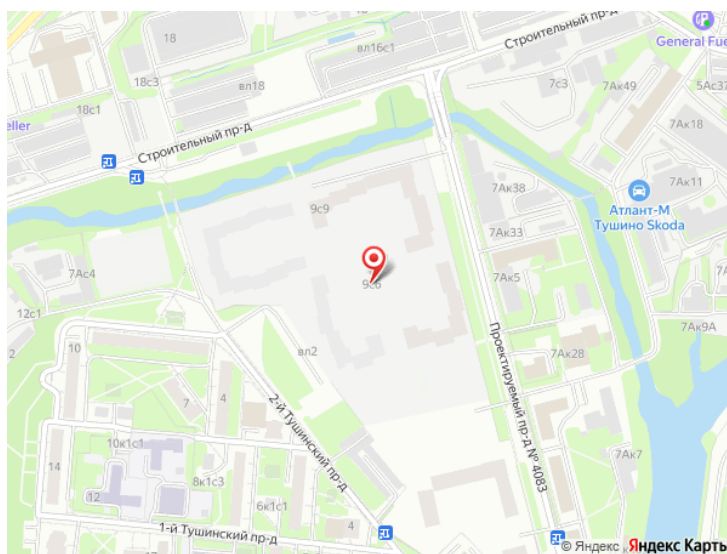 18
вл16с1
Строительный пр-д
General Fue
18с3
вл18
7с3
7Ак49
5Ас37
18с1
eller
7Ак18
Строительный пр-д
7Ак38
7Ак11
9с9
7Ак33
Атлант-М
Тушино Skoda
7Ас4
9с6
7Ак5
12с1
7Ак9А
10
вл2
7Ак28
7
4
2-й Тушинский пр-д
Проектируемый пр-д № 4083
10к1с1
14
8к1с3
7Ак7
12
6к1с1
1-й Тушинский пр-д
4
© Яндекс Яндекс Карты